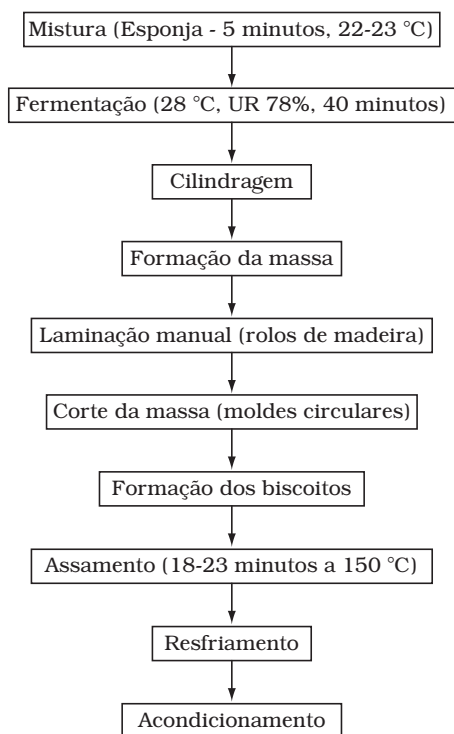 Mistura (Esponja - 5 minutos, 22-23 °C)
Fermentação (28 °C, UR 78%, 40 minutos)
Cilindragem
Formação da massa
Laminação manual (rolos de madeira)
Corte da massa (moldes circulares)
Formação dos biscoitos
Assamento (18-23 minutos a 150 °C)
Resfriamento
Acondicionamento